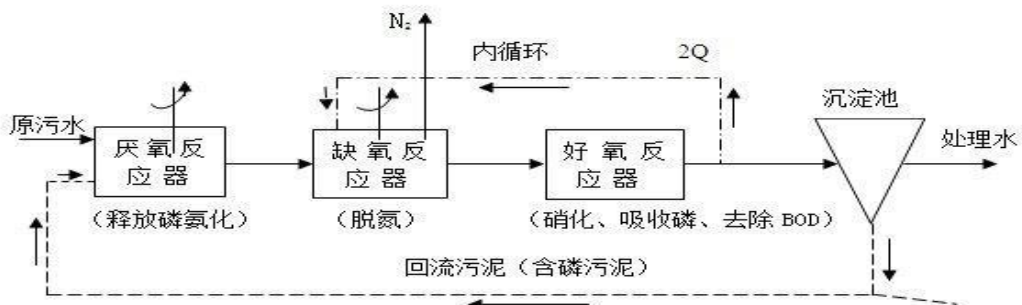 N₂
内循环
2Q
沉淀池
原污水
厌氧反
应器
缺氧反
应器
好氧反
应器
处理水
（释放磷氨化）
（脱氮）
（硝化、吸收磷、去除 BOD）
回流污泥（含磷污泥）